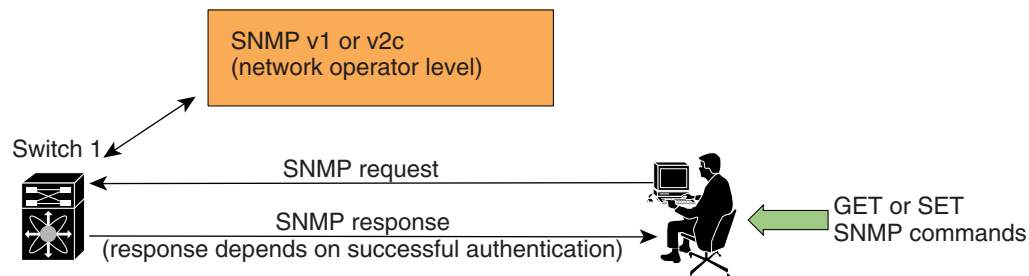 SNMP v1 or v2c
(network operator level)
Switch 1
SNMP request
SNMP response
(response depends on successful authentication)
GET or SET
SNMP commands